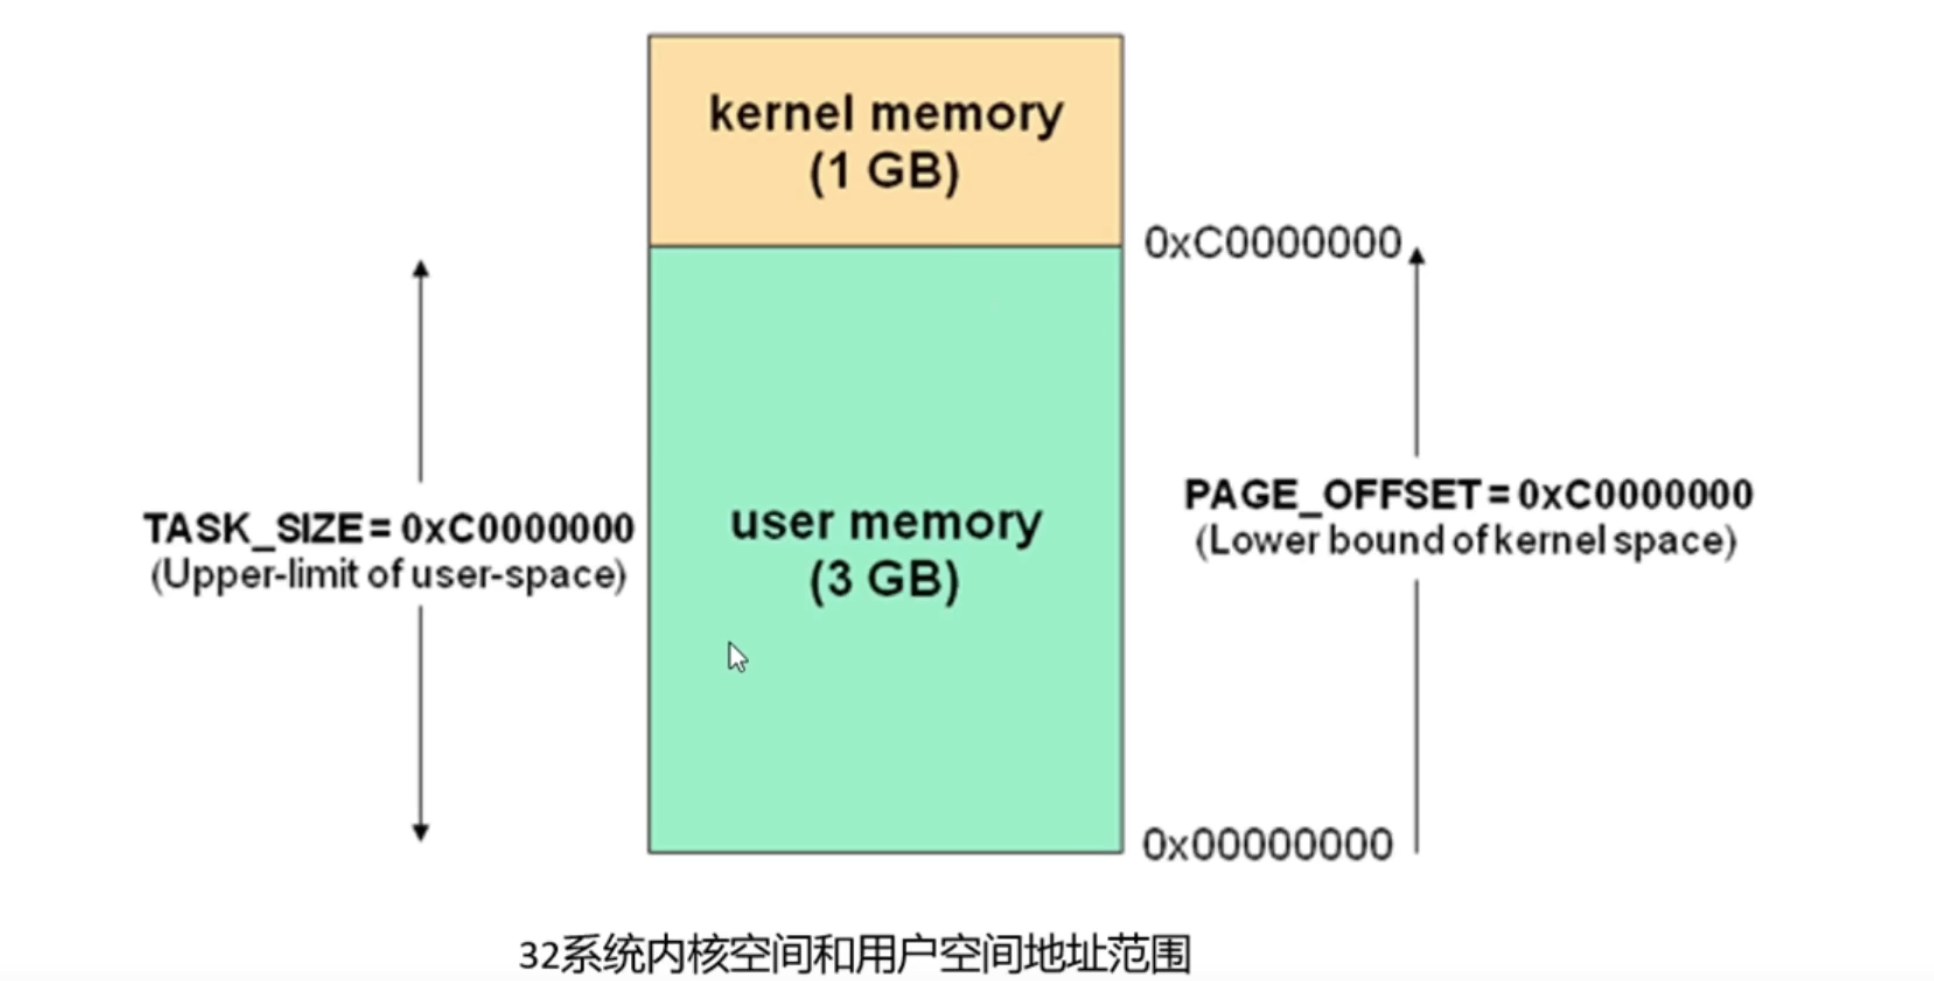 kernel memory
(1 GB)
0xC0000000
TASK_SIZE = 0xC0000000
(Upper-limit of user-space)
user memory
(3 GB)
PAGE_OFFSET = 0xC0000000
(Lower bound of kernel space)
0x00000000
32系统内核空间和用户空间地址范围